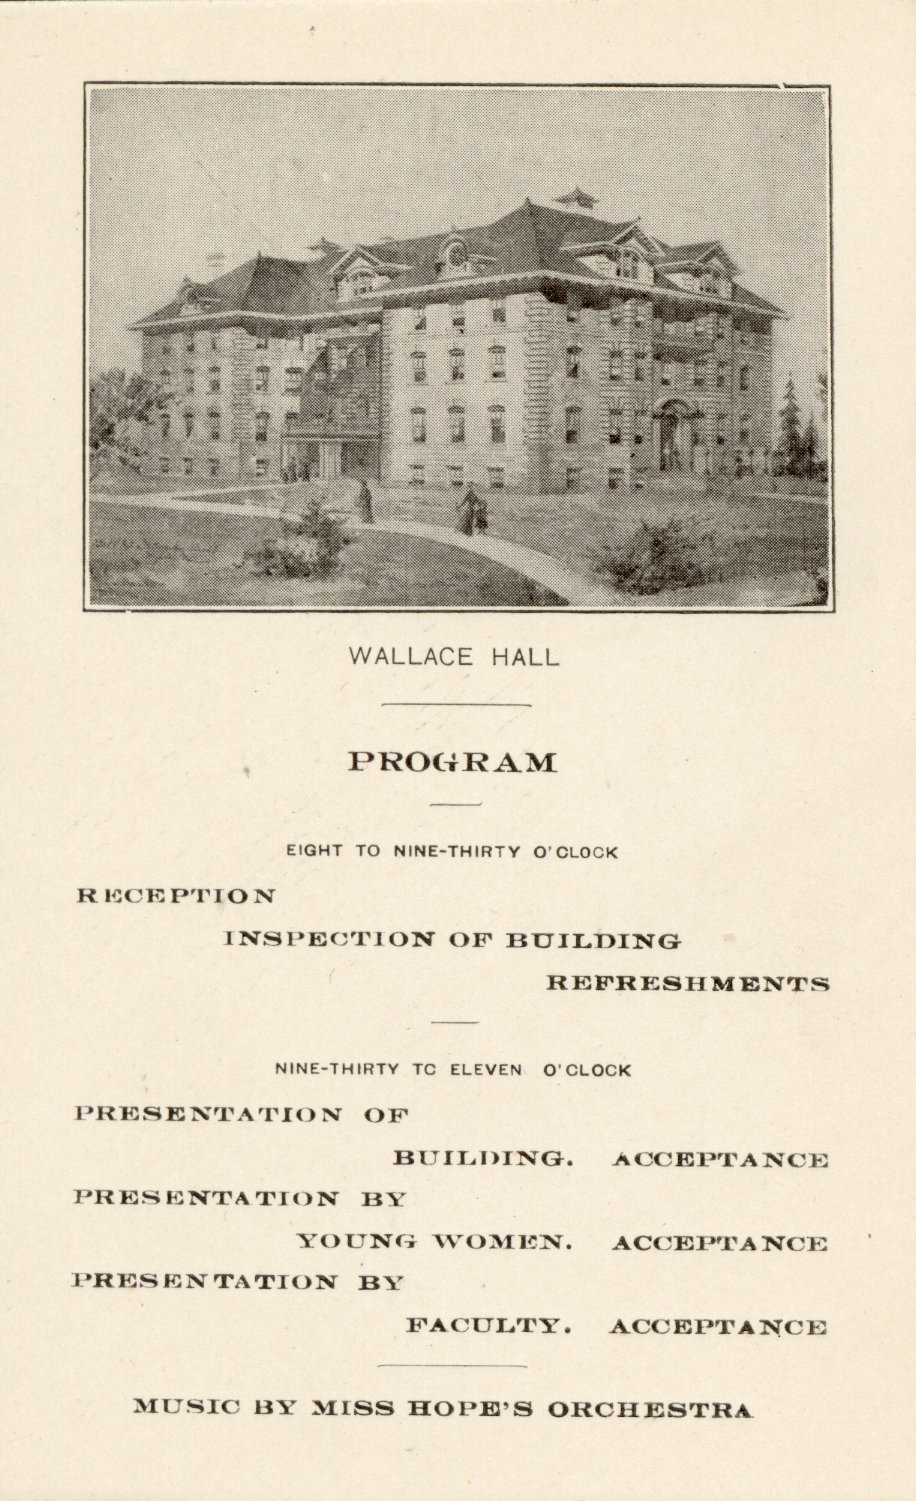 WALLACE HALL
PROGRAM
EIGHT TO NINE-THIRTY O'CLOCK
RECEPTION
INSPECTION OF BUILDING
REFRESHMENTS
NINE-THIRTY TO ELEVEN O'CLOCK
PRESENTATION OF
BUILDING. ACCEPTANCE
PRESENTATION BY
YOUNG WOMEN. ACCEPTANCE
PRESENTATION BY
FACULTY. ACCEPTANCE
MUSIC BY MISS HOPE'S ORCHESTRA